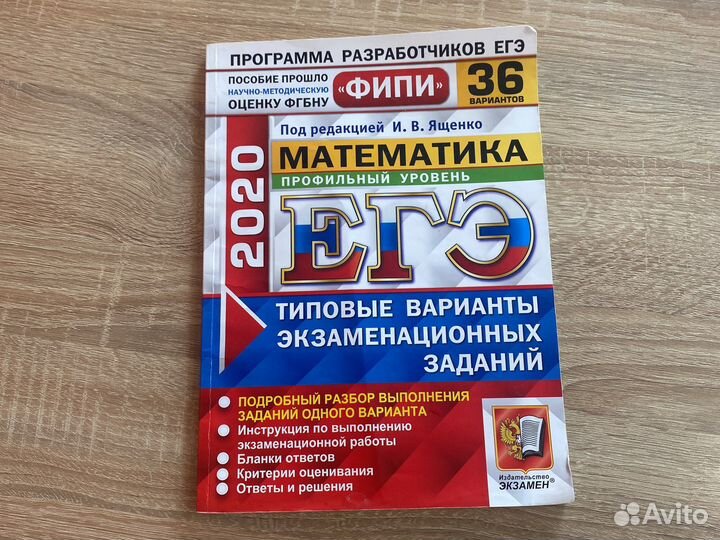 ПРОГРАММА РАЗРАБОТЧИКОВ ЕГЭ
ПОСОБИЕ ПРОШЛО
НАУЧНО-МЕТОДИЧЕСКУЮ
ОЦЕНКУ ФГБНУ
«ФИПИ»
36
ВАРИАНТОВ
Под редакцией И. В. Ященко
2020
МАТЕМАТИКА
ПРОФИЛЬНЫЙ УРОВЕНЬ
ЕГЭ
ТИПОВЫЕ ВАРИАНТЫ
ЭКЗАМЕНАЦИОННЫХ
ЗАДАНИЙ
ПОДРОБНЫЙ РАЗБОР ВЫПОЛНЕНИЯ
ЗАДАНИЙ ОДНОГО ВАРИАНТА
Инструкция по выполнению
экзаменационной работы
Бланки ответов
Критерии оценивания
Ответы и решения
Издательство
ЭКЗАМЕН®
Avito